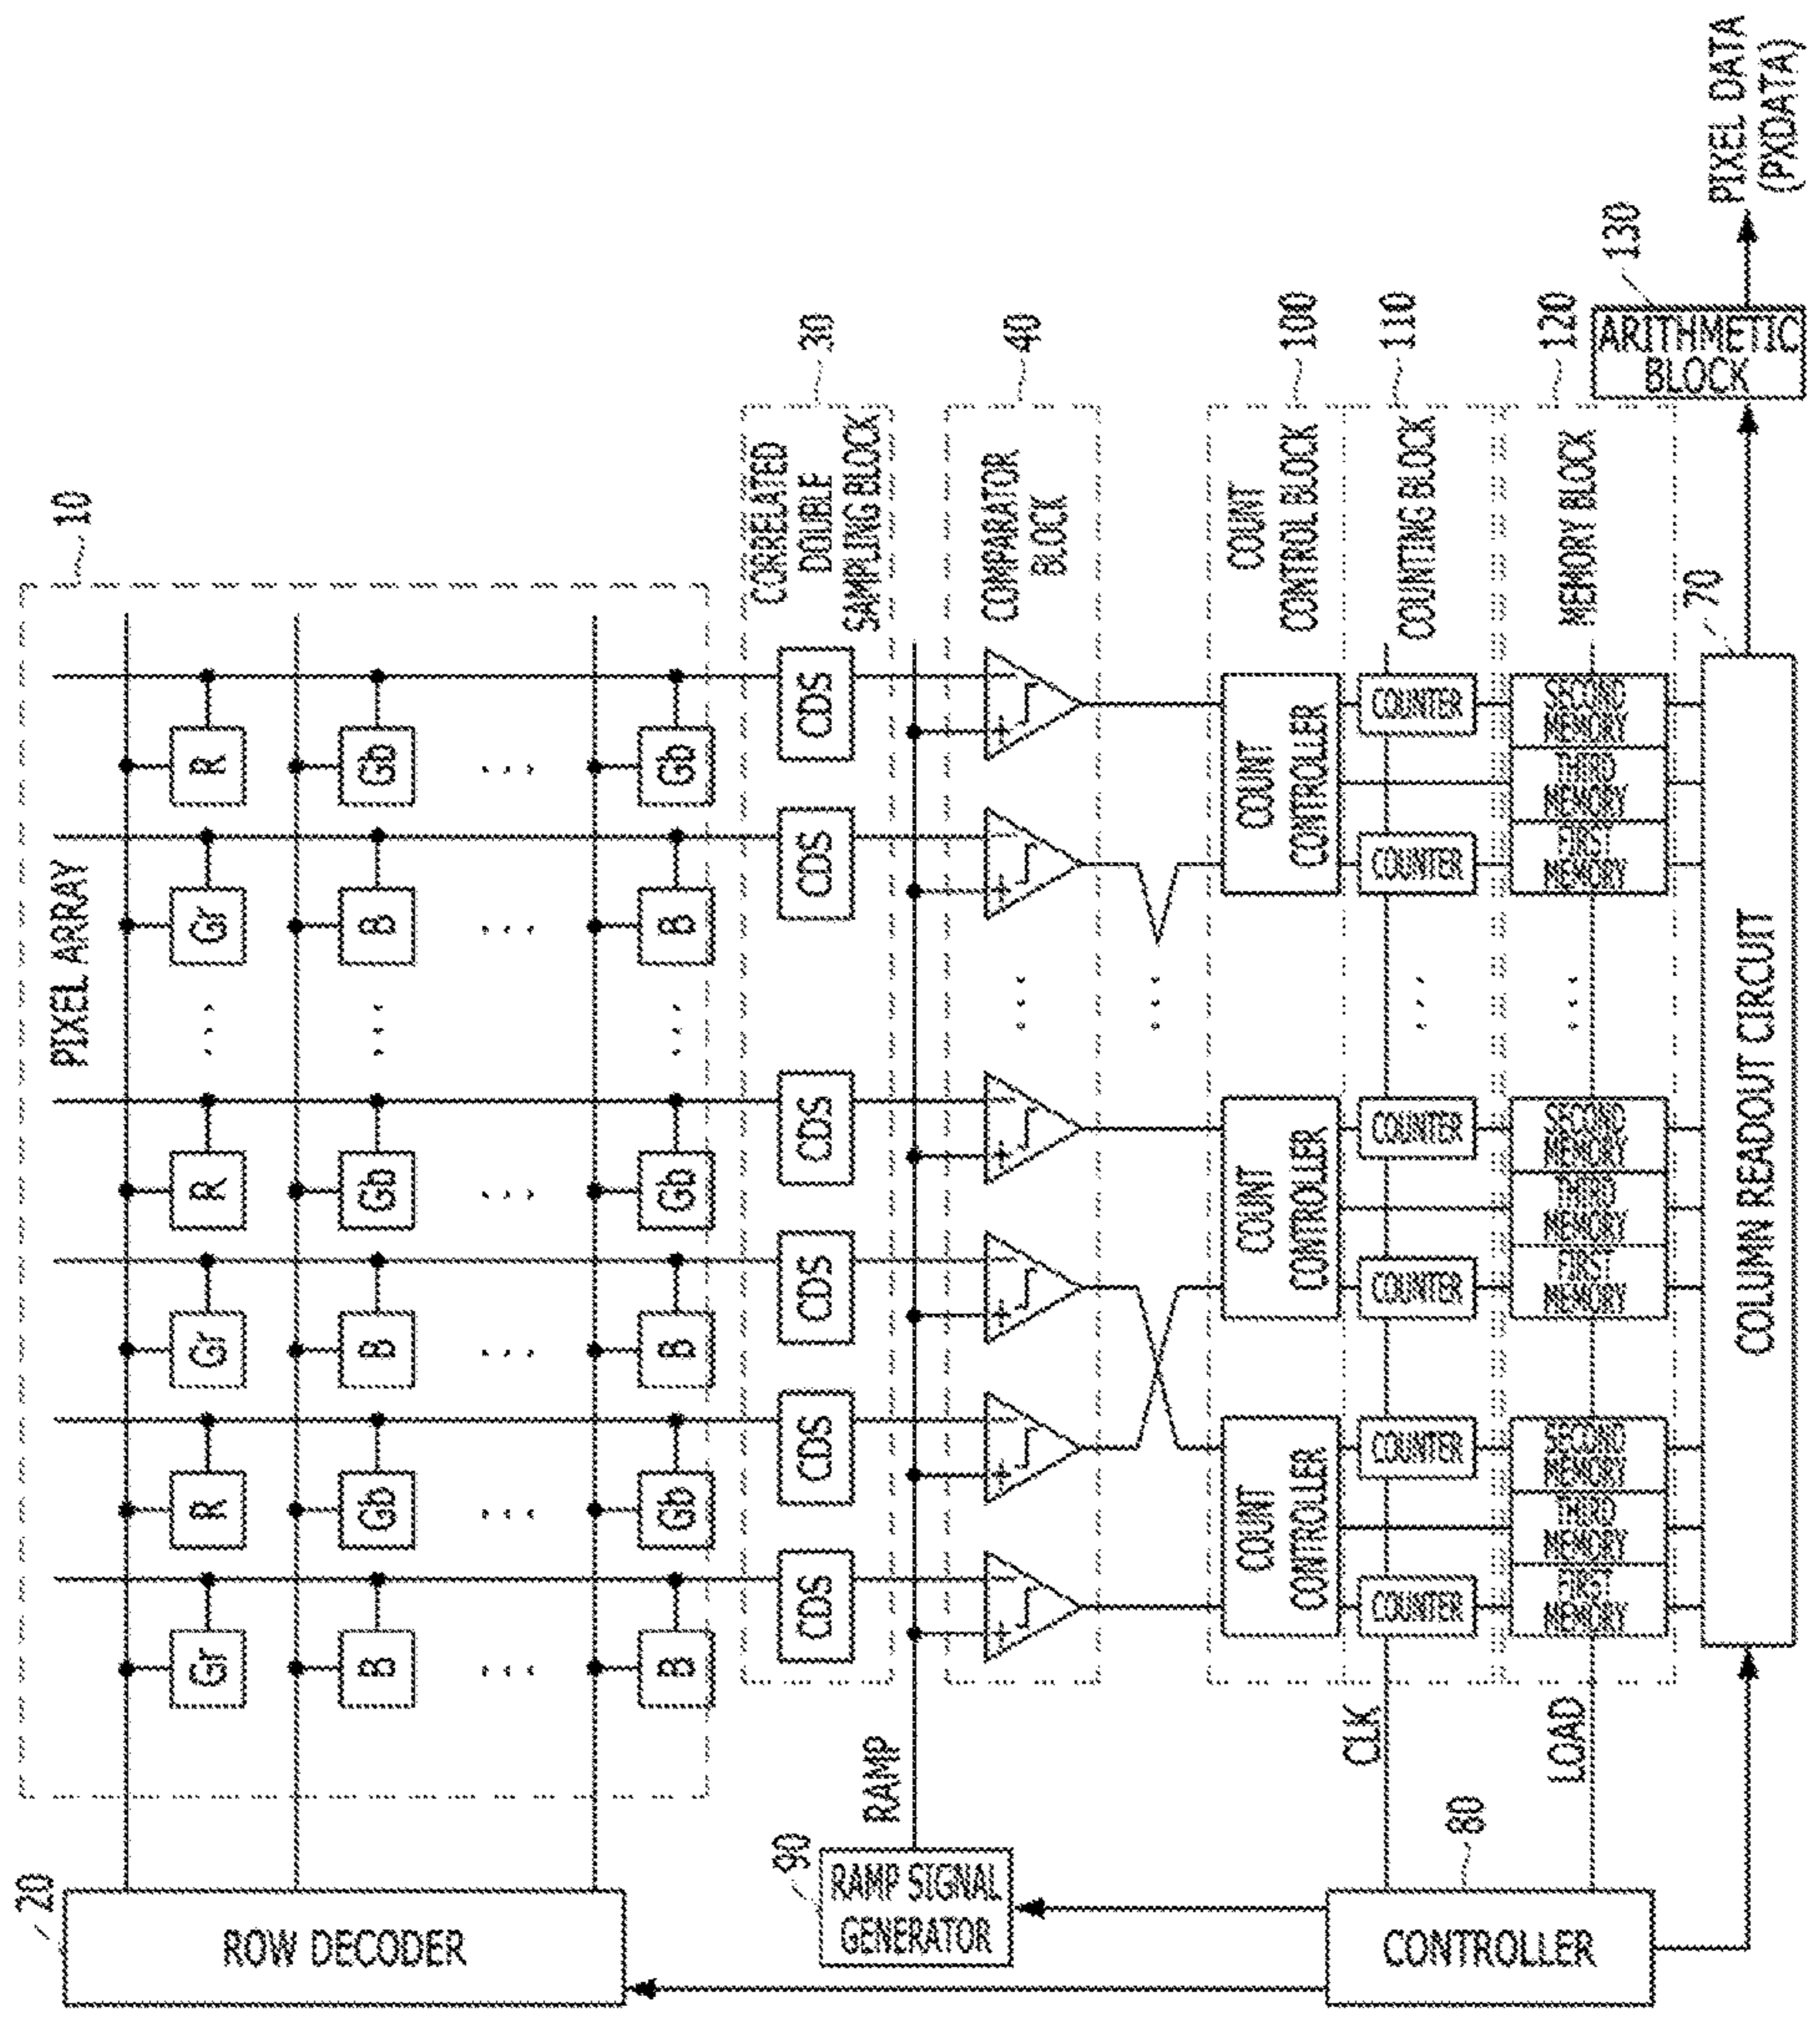 PIXEL ARRAY
10
20
ROW DECODER
Gr
R
Gr
R
...
Gr
R
B
Gb
B
Gb
...
B
Gb
...
...
...
...
...
...
B
Gb
B
Gb
...
B
Gb
CDS
CDS
CDS
CDS
CDS
CDS
CORRELATED
DOUBLE
SAMPLING BLOCK
30
90
RAMP SIGNAL
GENERATOR
RAMP
+ -
+ -
+ -
+ -
...
+ -
+ -
COMPARATOR
BLOCK
40
...
COUNT
CONTROLLER
COUNT
CONTROLLER
COUNT
CONTROLLER
COUNT
CONTROL BLOCK
100
CLK
COUNTER
COUNTER
COUNTER
COUNTER
...
COUNTER
COUNTER
COUNTING BLOCK
110
80
CONTROLLER
LOAD
FIRST
MEMORY
THIRD
MEMORY
SECOND
MEMORY
FIRST
MEMORY
THIRD
MEMORY
SECOND
MEMORY
...
FIRST
MEMORY
THIRD
MEMORY
SECOND
MEMORY
MEMORY BLOCK
120
COLUMN READOUT CIRCUIT
70
ARITHMETIC
BLOCK
130
PIXEL DATA
(PXDATA)